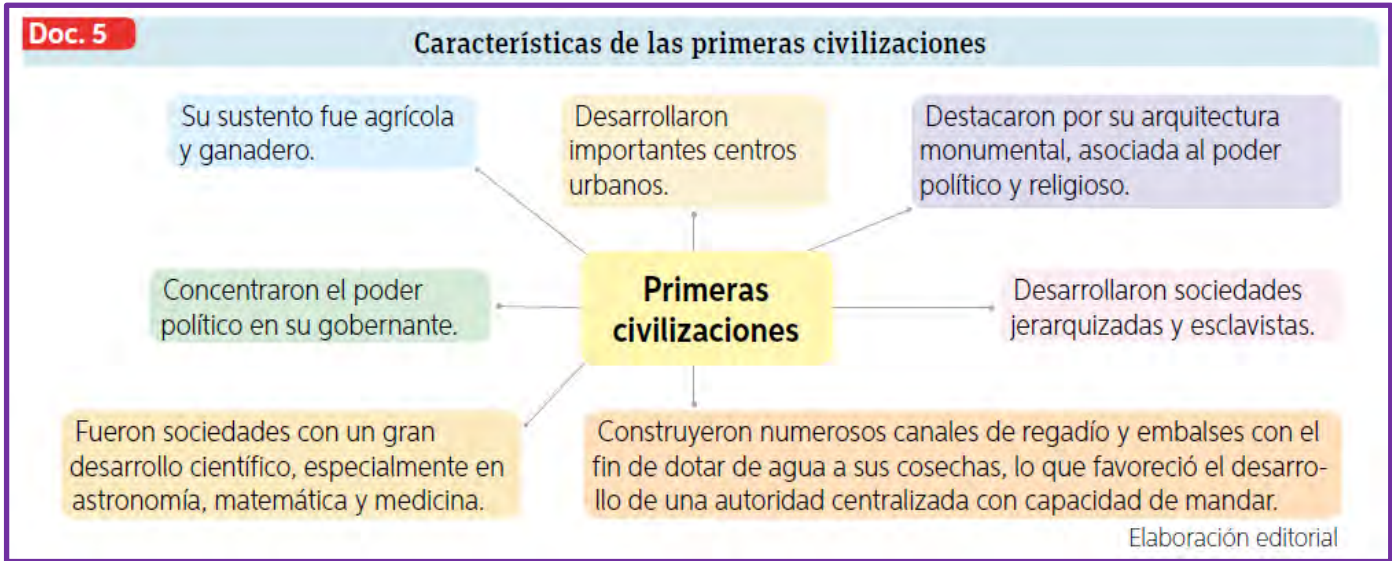 Doc. 5
Características de las primeras civilizaciones
Su sustento fue agrícola
y ganadero.
Desarrollaron
importantes centros
urbanos.
Destacaron por su arquitectura
monumental, asociada al poder
político y religioso.
Concentraron el poder
político en su gobernante.
Primeras
civilizaciones
Desarrollaron sociedades
jerarquizadas y esclavistas.
Fueron sociedades con un gran
desarrollo científico, especialmente en
astronomía, matemática y medicina.
Construyeron numerosos canales de regadío y embalses con el
fin de dotar de agua a sus cosechas, lo que favoreció el desarro-
llo de una autoridad centralizada con capacidad de mandar.
Elaboración editorial